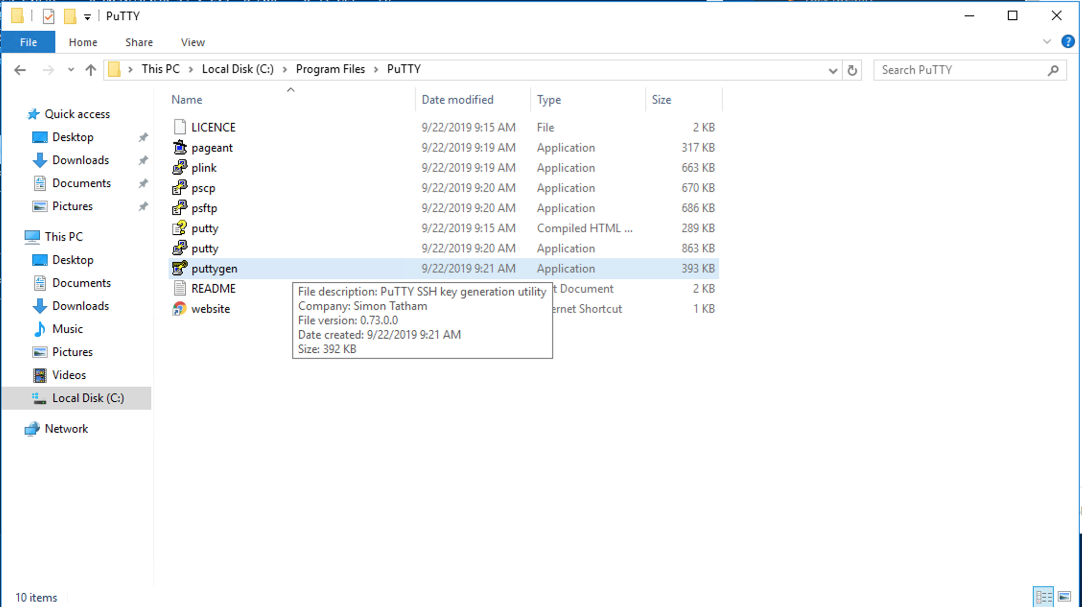 PuTTY
File Home Share View
This PC Local Disk (C:) Program Files PuTTY
Search PuTTY
Quick access
Desktop
Downloads
Documents
Pictures
This PC
Desktop
Documents
Downloads
Music
Pictures
Videos
Local Disk (C:)
Network
Name Date modified Type Size
LICENCE 9/22/2019 9:15 AM File 2 KB
pageant 9/22/2019 9:19 AM Application 317 KB
plink 9/22/2019 9:19 AM Application 663 KB
pscp 9/22/2019 9:20 AM Application 670 KB
psftp 9/22/2019 9:20 AM Application 686 KB
putty 9/22/2019 9:15 AM Compiled HTML ... 289 KB
putty 9/22/2019 9:20 AM Application 863 KB
puttygen 9/22/2019 9:21 AM Application 393 KB
README t Document 2 KB
website ernet Shortcut 1 KB
File description: PuTTY SSH key generation utility
Company: Simon Tatham
File version: 0.73.0.0
Date created: 9/22/2019 9:21 AM
Size: 392 KB
10 items